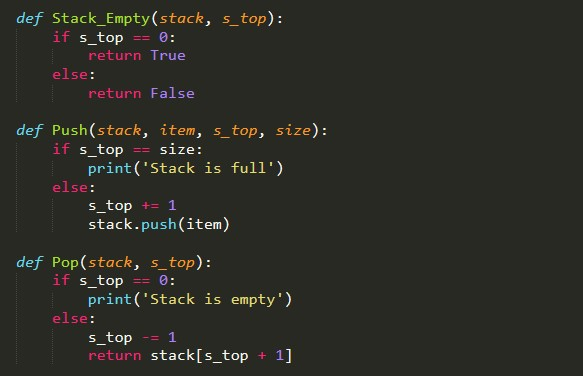 def Stack_Empty(stack, s_top):
    if s_top == 0:
        return True
    else:
        return False
def Push(stack, item, s_top, size):
    if s_top == size:
        print('Stack is full')
    else:
        s_top += 1
        stack.push(item)
def Pop(stack, s_top):
    if s_top == 0:
        print('Stack is empty')
    else:
        s_top -= 1
        return stack[s_top + 1]